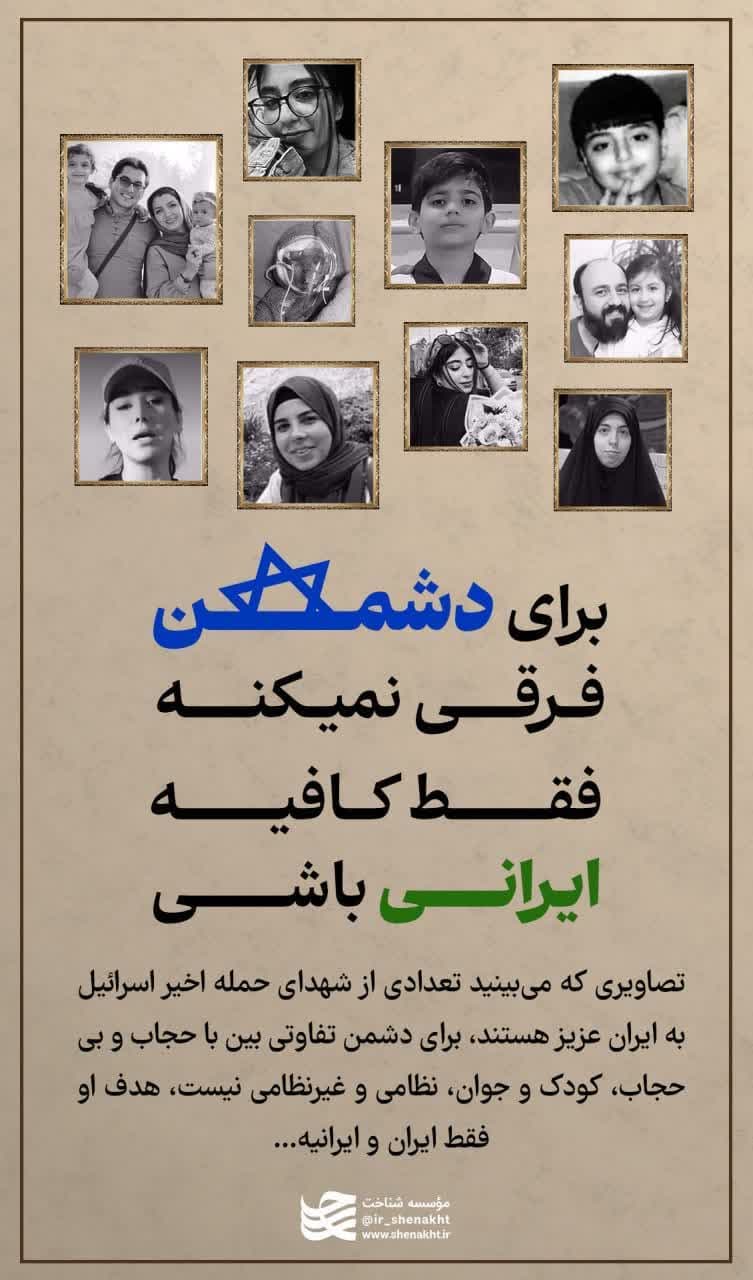 برای دشمن
فرقی نمیکنه
فقط کافیه
ایرانی باشی
تصاویری که می‌بینید تعدادی از شهدای حمله اخیر اسرائیل
به ایران عزیز هستند، برای دشمن تفاوتی بین با حجاب و بی
حجاب، کودک و جوان، نظامی و غیرنظامی نیست، هدف او
فقط ایران و ایرانیه...
مؤسسه شناخت
@ir_shenakht
www.shenakht.ir